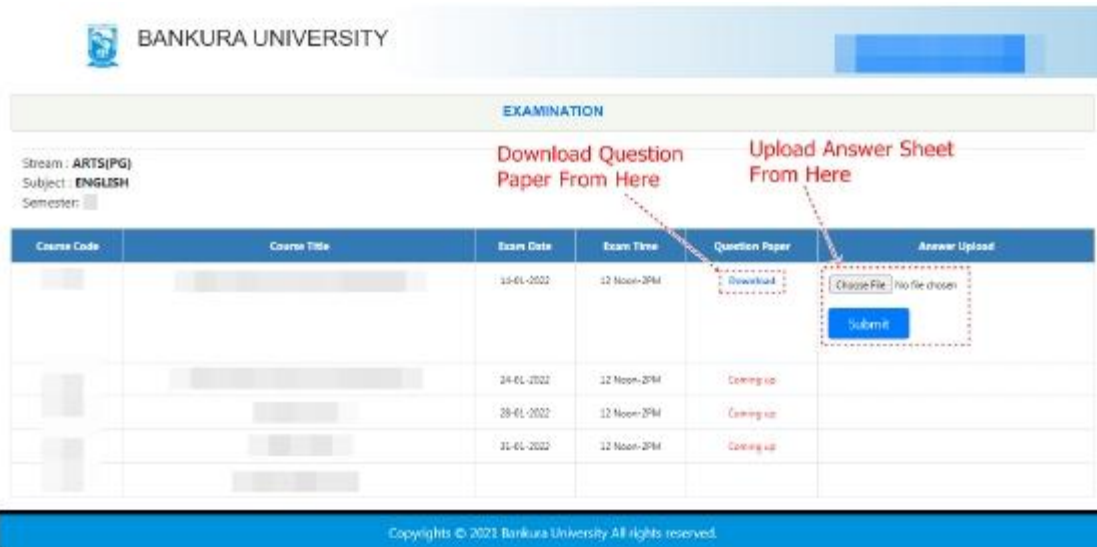 BANKURA UNIVERSITY
EXAMINATION
Stream : ARTS(PG)
Subject : ENGLISH
Semester:
Download Question
Paper From Here
Upload Answer Sheet
From Here
Course Code Course Title Exam Date Exam Time Question Paper Answer Upload
-01-2022 12 Noon-2PM Download Choose File No file chosen
Submit
24-01-2022 12 Noon-2PM Coming up
28-01-2022 12 Noon-2PM Coming up
31-01-2022 12 Noon-2PM Coming up
Copyrights © 2021 Bankura University All rights reserved.